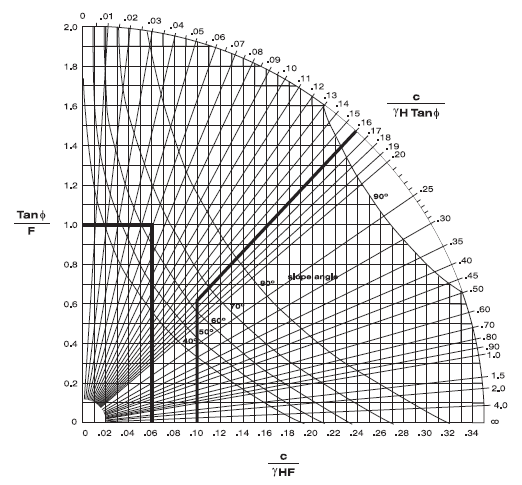 0 .01 .02 .03 .04 .05 .06 .07 .08 .09 .10 .11 .12 .13 .14 .15 .16 .17 .18 .19 .20 .25 .30 .35 .40 .45 .50 .60 .70 .80 .90 1.0 1.5 2.0 4.0 ∞
c
γH Tanϕ
2.0
1.8
1.6
1.4
1.2
1.0
0.8
0.6
0.4
0.2
0
Tanϕ
F
90°
slope angle
70°
60°
50°
40°
0 .02 .04 .06 .08 .10 .12 .14 .16 .18 .20 .22 .24 .26 .28 .30 .32 .34
c
γHF